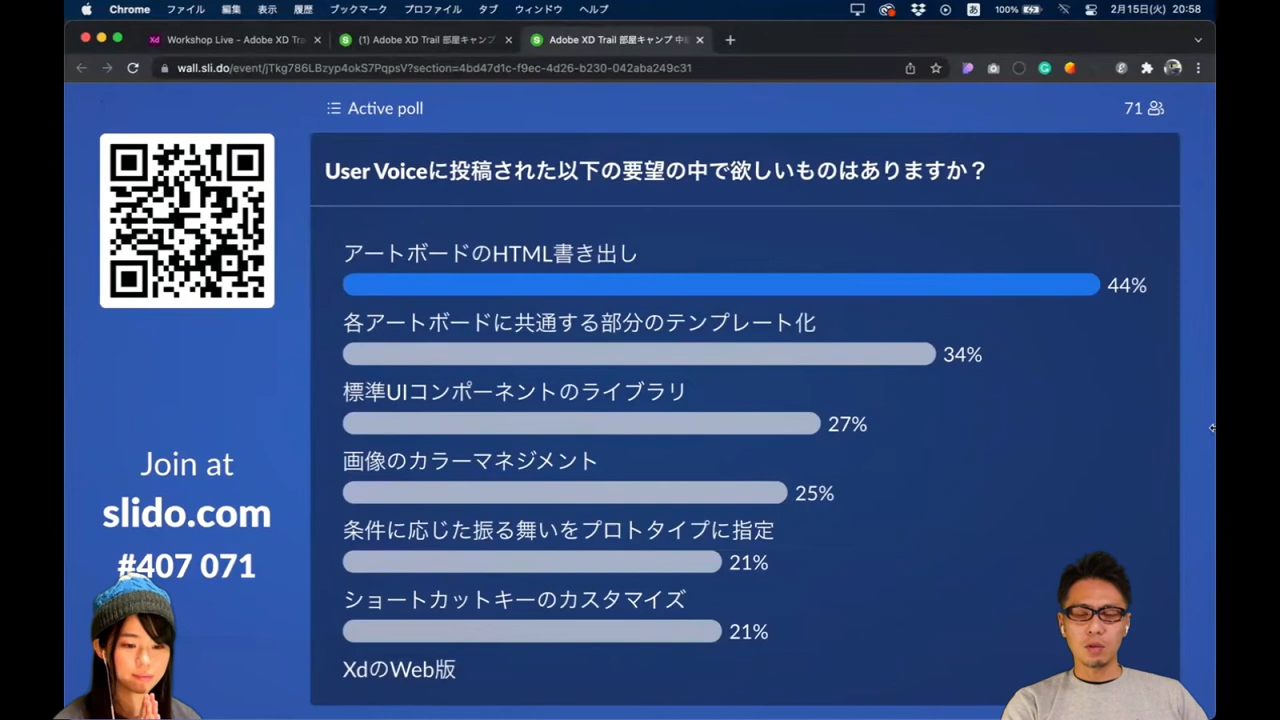 Chrome ファイル 編集 表示 履歴 ブックマーク プロファイル タブ ウィンドウ ヘルプ あ 100% 2月15日(火) 20:58
Workshop Live – Adobe XD Tra
(1) Adobe XD Trail 部屋キャンプ
Adobe XD Trail 部屋キャンプ 中
wall.sli.do/event/jTkg786LBzyp4okS7PqpsV?section=4bd47d1c-f9ec-4d26-b230-042aba249c31
Active poll
71
User Voiceに投稿された以下の要望の中で欲しいものはありますか？
アートボードのHTML書き出し
44%
各アートボードに共通する部分のテンプレート化
34%
標準UIコンポーネントのライブラリ
27%
画像のカラーマネジメント
25%
条件に応じた振る舞いをプロトタイプに指定
21%
ショートカットキーのカスタマイズ
21%
XdのWeb版
Join at
slido.com
#407 071